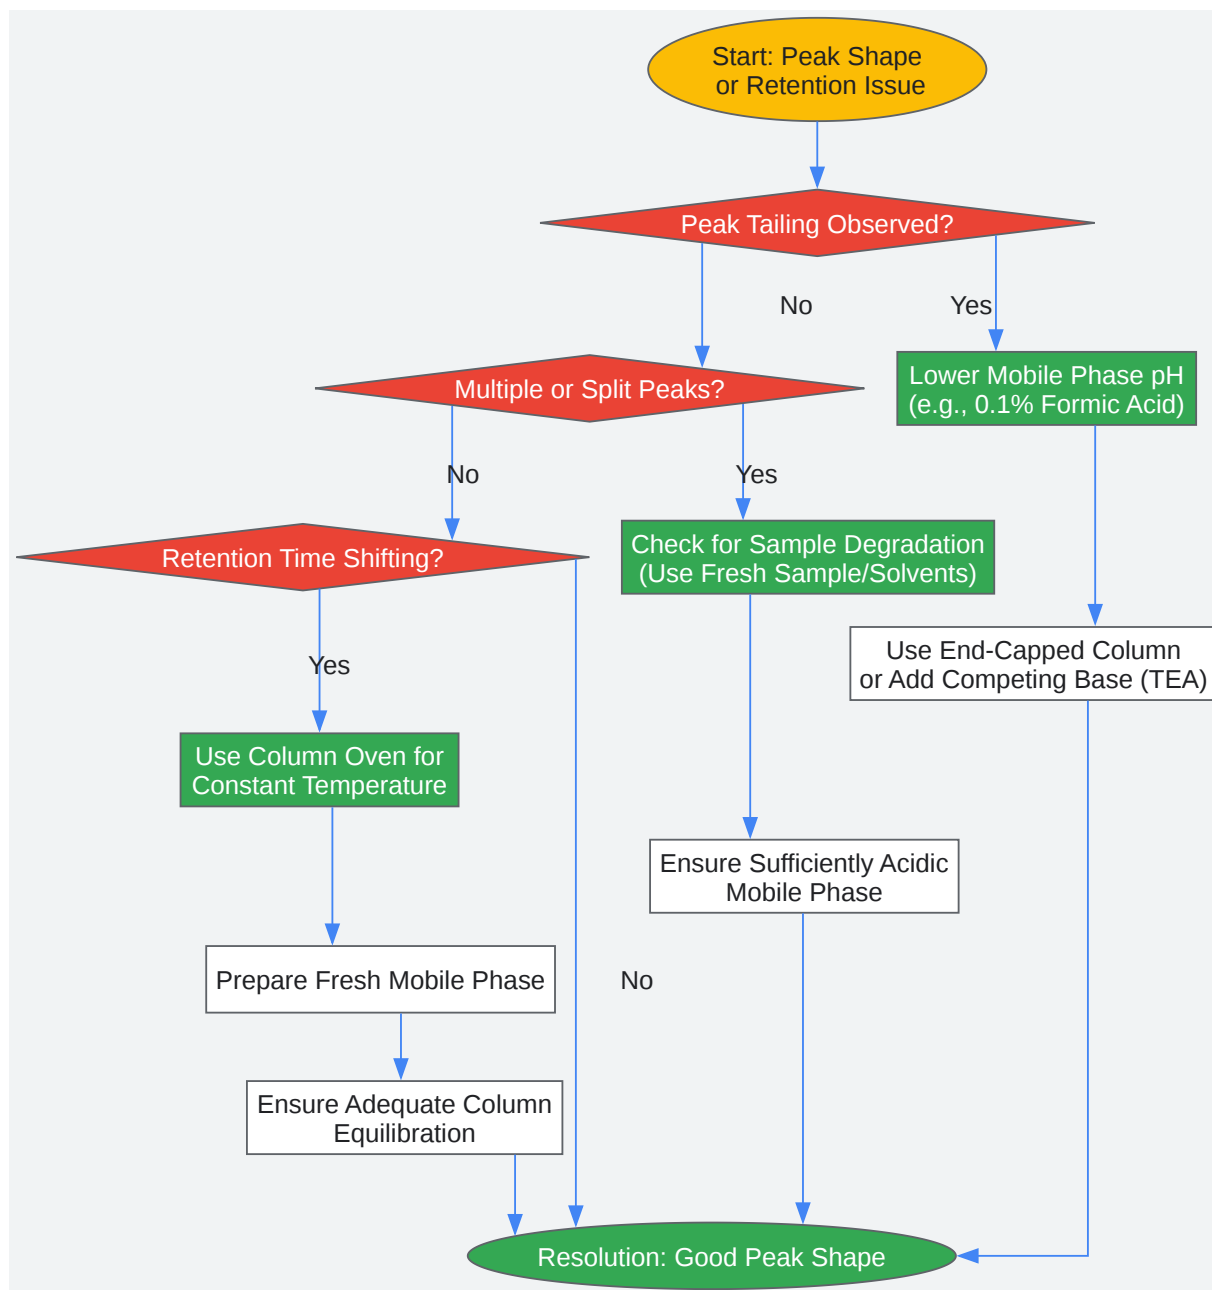 Start: Peak Shape
or Retention Issue
Peak Tailing Observed?
No
Yes
Lower Mobile Phase pH
(e.g., 0.1% Formic Acid)
Multiple or Split Peaks?
No
Yes
Check for Sample Degradation
(Use Fresh Sample/Solvents)
Retention Time Shifting?
Use End-Capped Column
or Add Competing Base (TEA)
Yes
Use Column Oven for
Constant Temperature
Ensure Sufficiently Acidic
Mobile Phase
Prepare Fresh Mobile Phase
No
Ensure Adequate Column
Equilibration
Resolution: Good Peak Shape